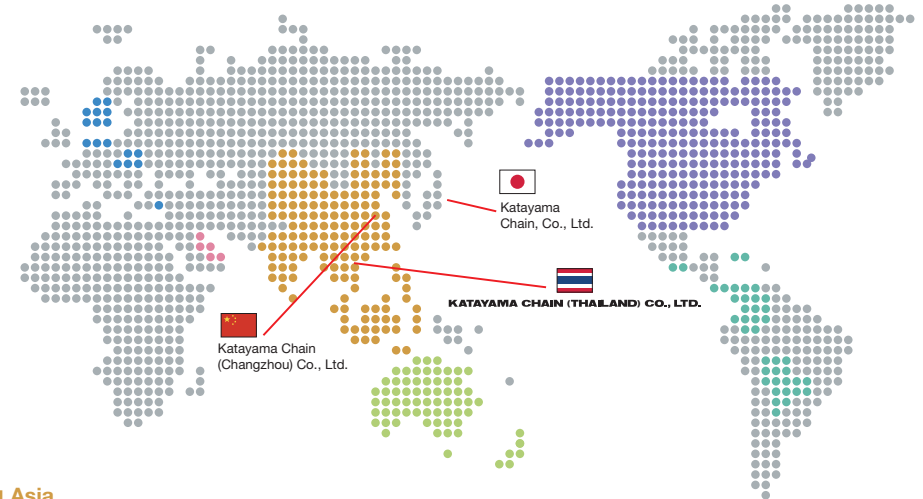 Katayama
Chain, Co., Ltd.
KATAYAMA CHAIN (THAILAND) CO., LTD.
Katayama Chain
(Changzhou) Co., Ltd.
Asia